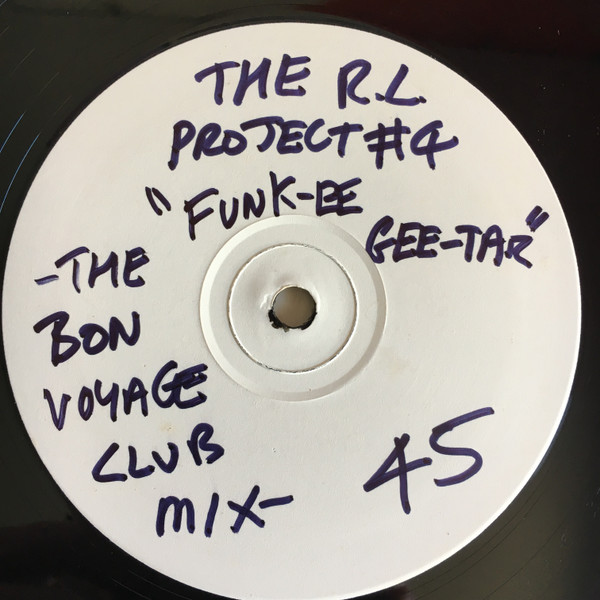 THE R.L.
PROJECT #4
"FUNK-EE
GEE-TAR"
-THE
BON
VOYAGE
CLUB
MIX-
45